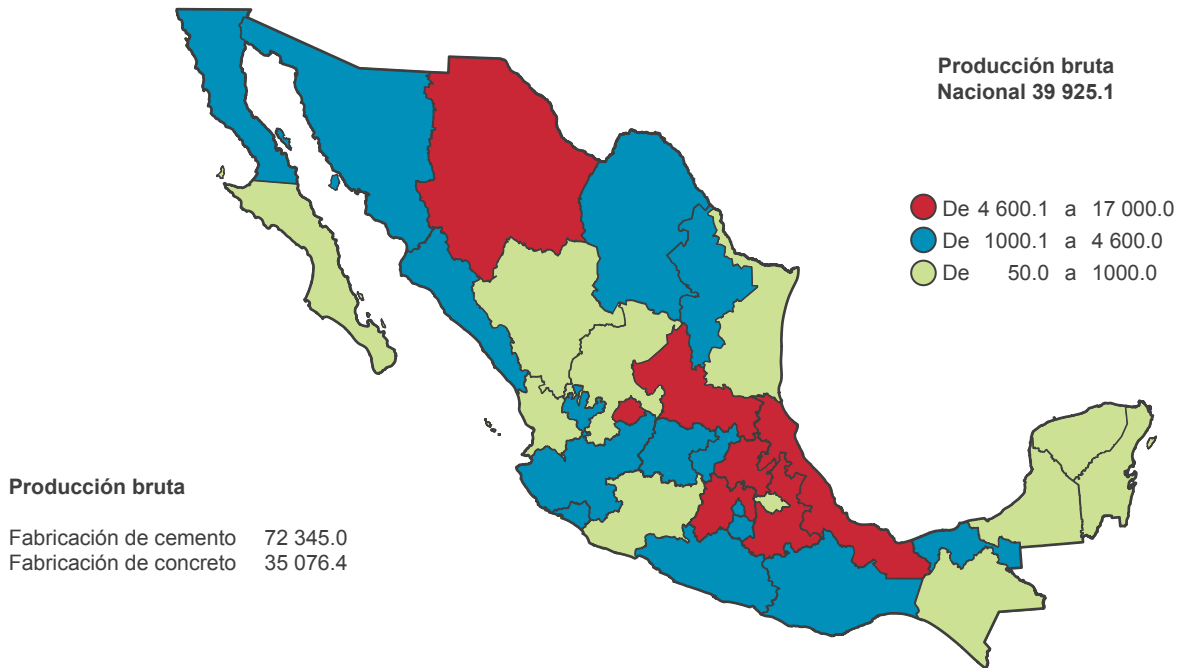 Producción bruta
Nacional 39 925.1
De 4 600.1 a 17 000.0
De 1000.1 a 4 600.0
De 50.0 a 1000.0
Producción bruta
Fabricación de cemento 72 345.0
Fabricación de concreto 35 076.4